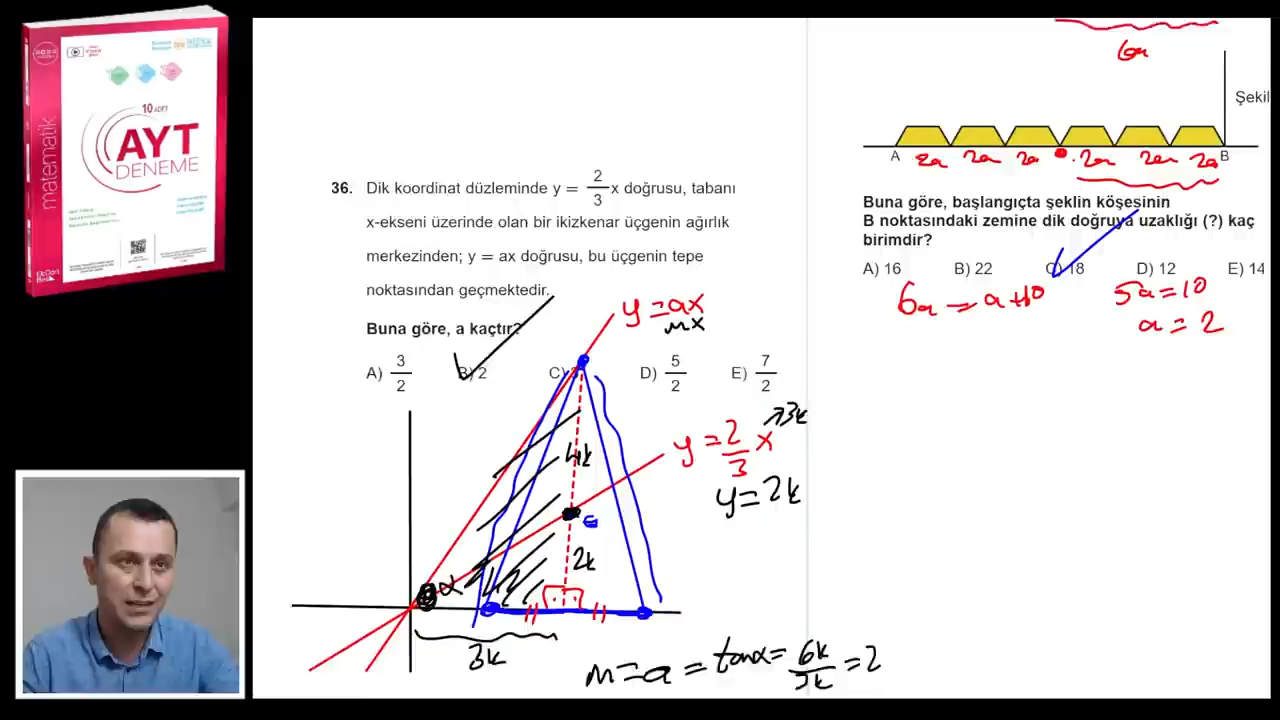 matematik
10 ADET
AYT
DENEME
36. Dik koordinat düzleminde y = 2/3 x doğrusu, tabanı
x-ekseni üzerinde olan bir ikizkenar üçgenin ağırlık
merkezinden; y = ax doğrusu, bu üçgenin tepe
noktasından geçmektedir.
Buna göre, a kaçtır?
A) 3/2 B) 2 C) D) 5/2 E) 7/2
y = ax
mx
y = 2/3 x
3k
y = 2k
4k
G
2k
α
3k
m = a = tanα = 6k/3k = 2
6a
Şekil
A 2a 2a 2a 2a 2a 2a B
Buna göre, başlangıçta şeklin köşesinin
B noktasındaki zemine dik doğruya uzaklığı (?) kaç
birimdir?
A) 16 B) 22 C) 18 D) 12 E) 14
6a = a+10
5a = 10
a = 2